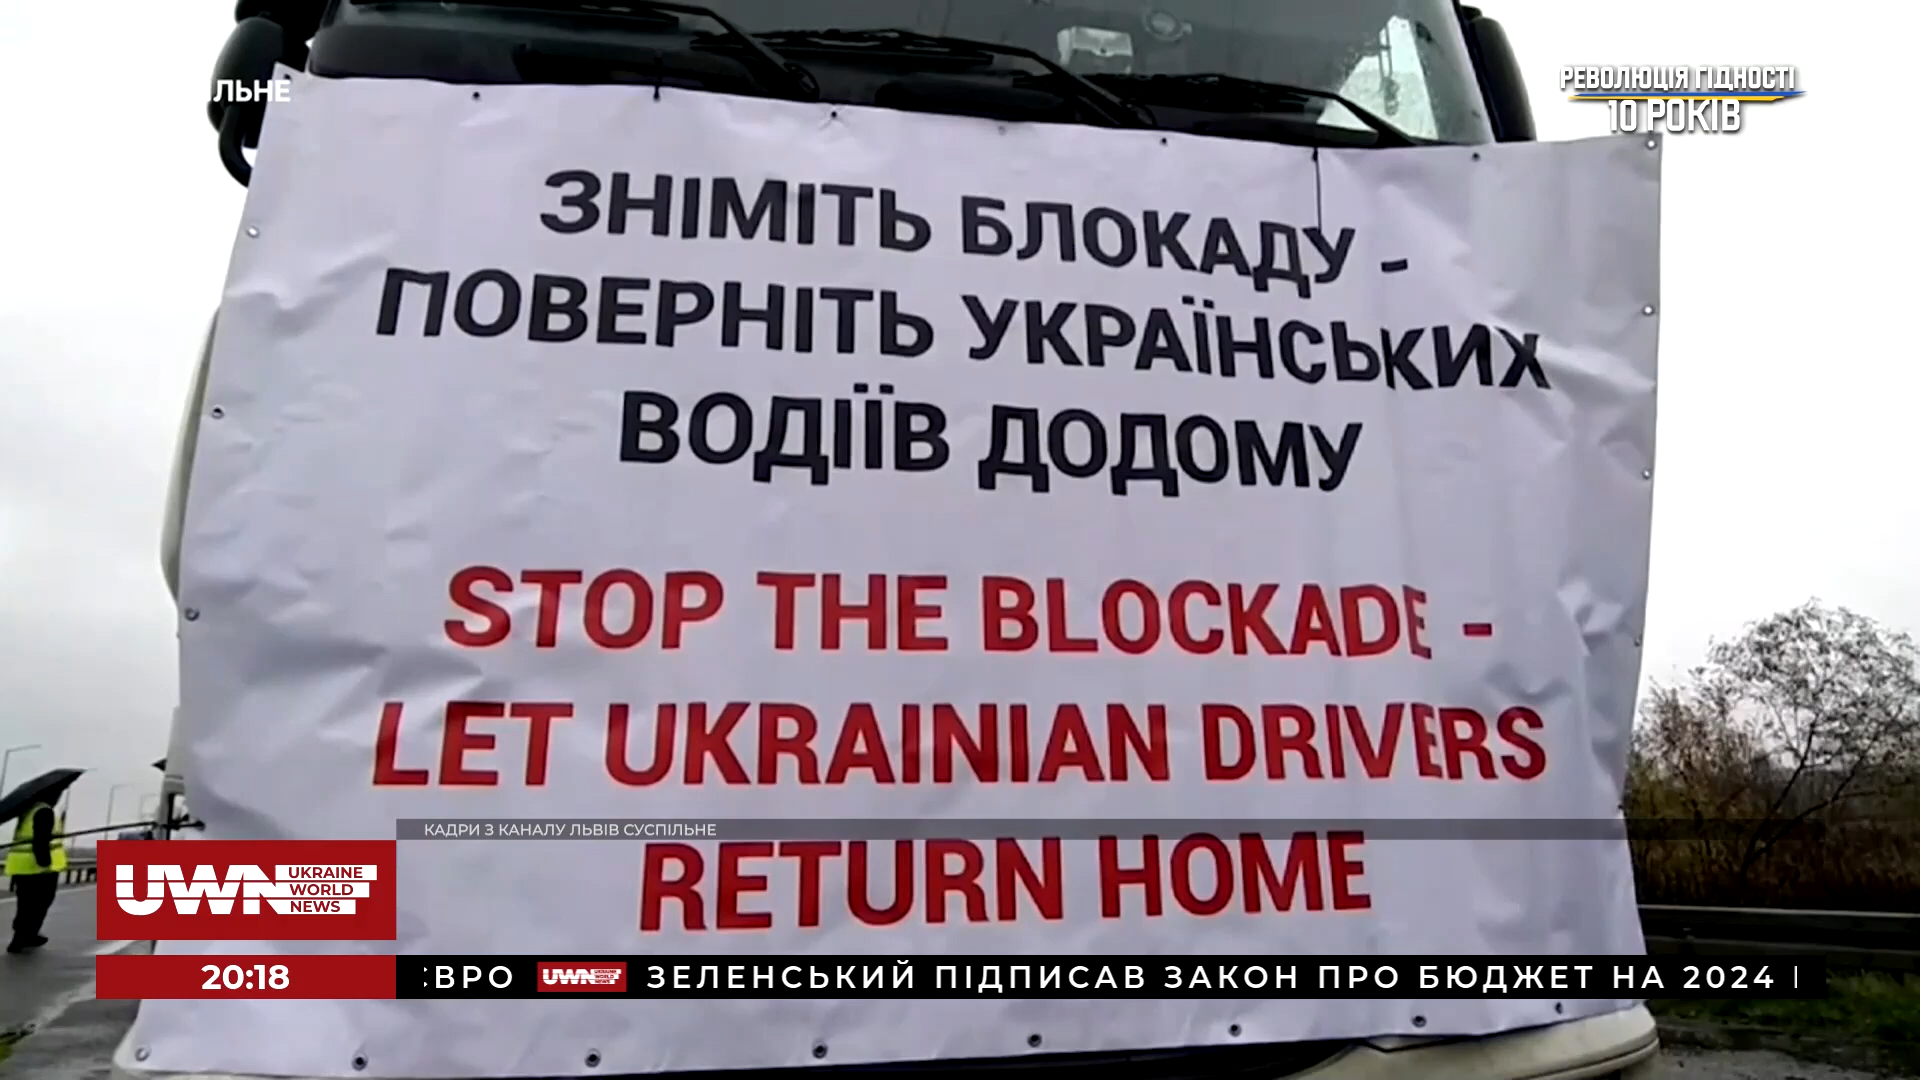 ЛЬНЕ
РЕВОЛЮЦІЯ ГІДНОСТІ
10 РОКІВ
ЗНІМІТЬ БЛОКАДУ -
ПОВЕРНІТЬ УКРАЇНСЬКИХ
ВОДІЇВ ДОДОМУ
STOP THE BLOCKADE -
LET UKRAINIAN DRIVERS
RETURN HOME
КАДРИ З КАНАЛУ ЛЬВІВ СУСПІЛЬНЕ
UWN UKRAINE
WORLD
NEWS
20:18
ЄВРО UWN UKRAINE WORLD NEWS ЗЕЛЕНСЬКИЙ ПІДПИСАВ ЗАКОН ПРО БЮДЖЕТ НА 2024